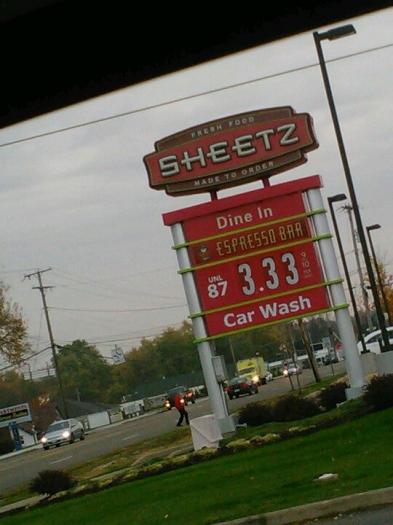 FRESH FOOD
SHEETZ
MADE TO ORDER
Dine In
ESPRESSO BAR
UNL
87 3.33 9/10
Car Wash